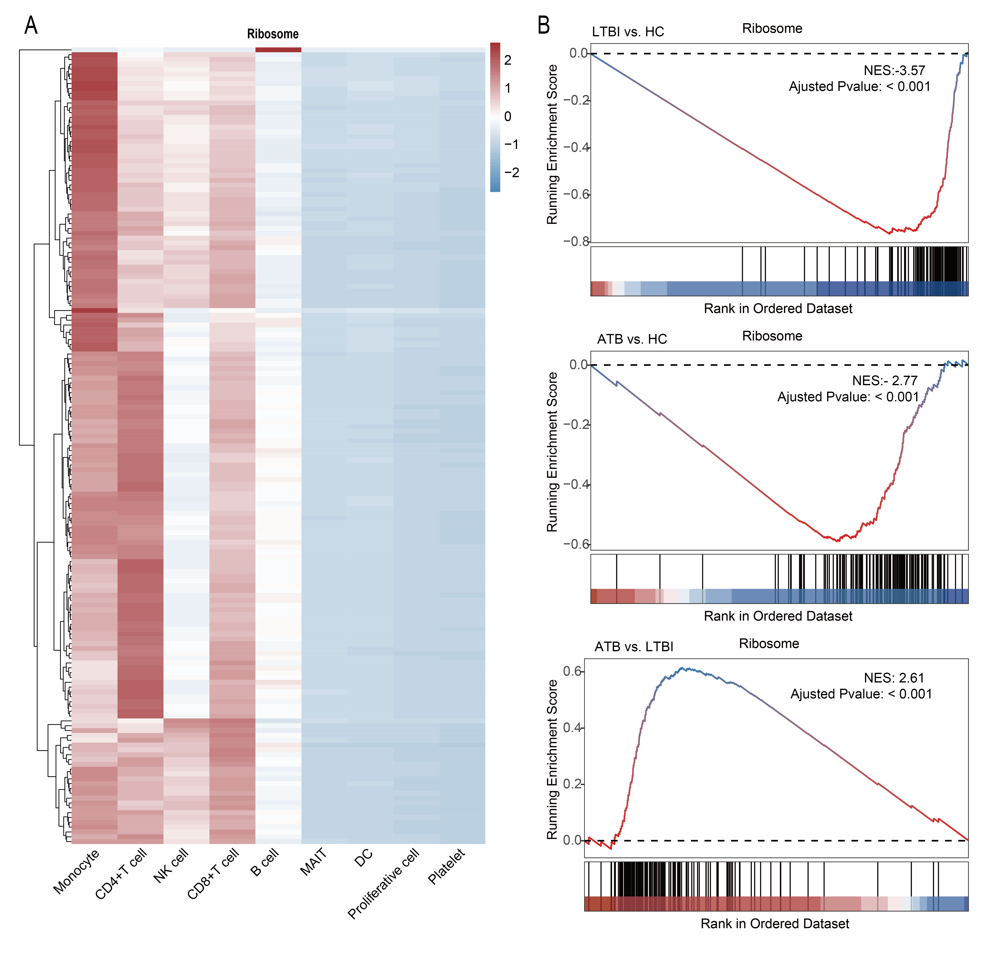 A
Ribosome
2
1
0
−1
−2
Monocyte
CD4+T cell
NK cell
CD8+T cell
B cell
MAIT
DC
Proliferative cell
Platelet
B
LTBI vs. HC
Ribosome
NES:-3.57
Ajusted Pvalue: < 0.001
Running Enrichment Score
0.0
−0.2
−0.4
−0.6
−0.8
Rank in Ordered Dataset
ATB vs. HC
Ribosome
NES:- 2.77
Ajusted Pvalue: < 0.001
Running Enrichment Score
0.0
−0.2
−0.4
−0.6
Rank in Ordered Dataset
ATB vs. LTBI
Ribosome
NES: 2.61
Ajusted Pvalue: < 0.001
Running Enrichment Score
0.6
0.4
0.2
0.0
Rank in Ordered Dataset